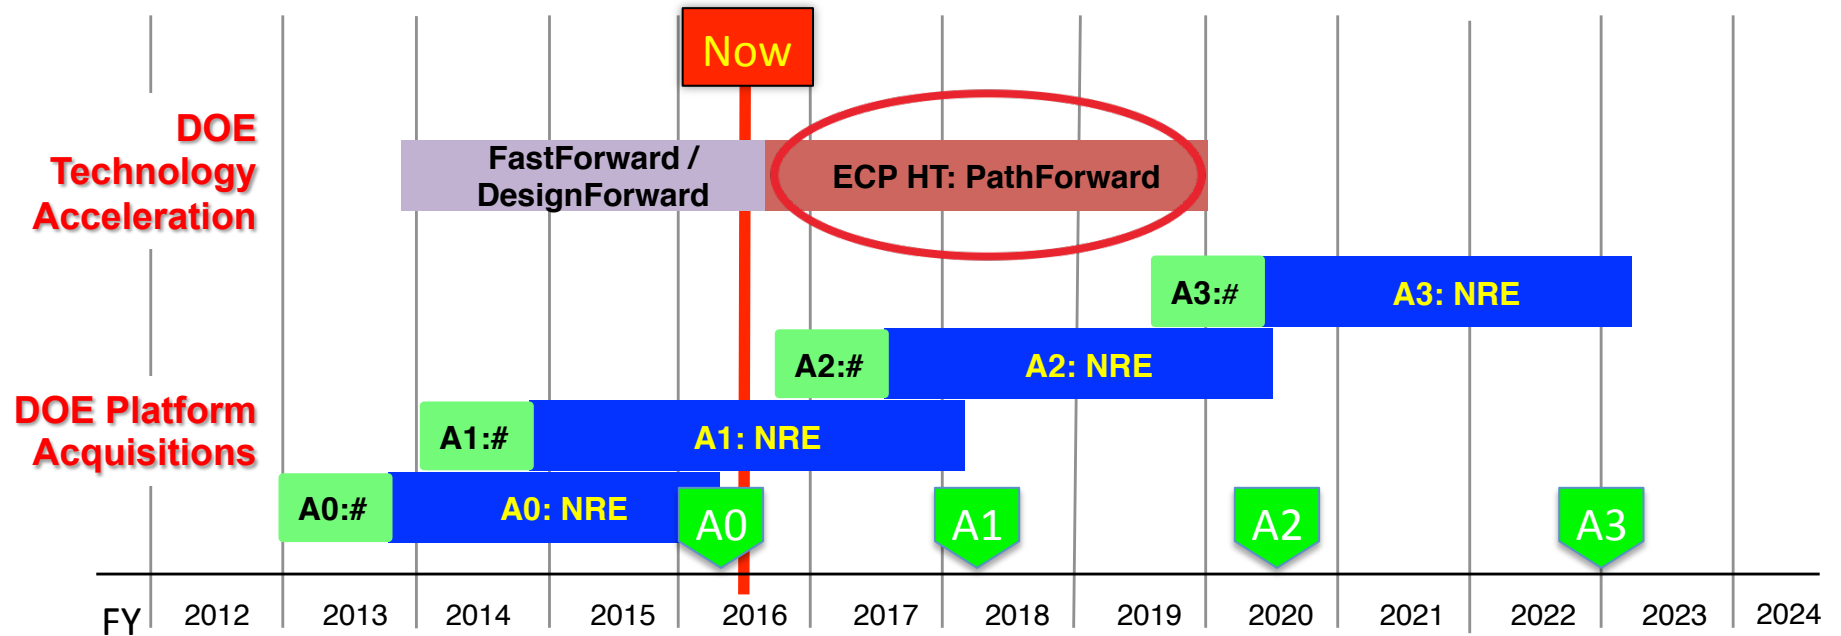 Now
DOE
Technology
Acceleration
FastForward /
DesignForward
ECP HT: PathForward
A3:#
A3: NRE
A2:#
A2: NRE
DOE Platform
Acquisitions
A1:#
A1: NRE
A0:#
A0: NRE
A0
A1
A2
A3
FY
2012
2013
2014
2015
2016
2017
2018
2019
2020
2021
2022
2023
2024